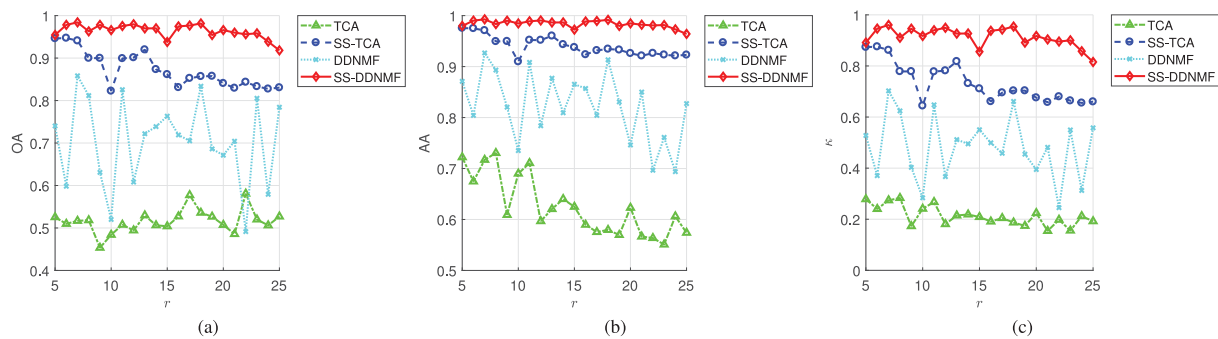 1
0.9
0.8
0.7
0.6
0.5
0.4
OA
5 10 15 20 25
r
TCA
SS-TCA
DDNMF
SS-DDNMF
(a)
1
0.9
0.8
0.7
0.6
0.5
AA
5 10 15 20 25
r
TCA
SS-TCA
DDNMF
SS-DDNMF
(b)
1
0.8
0.6
0.4
0.2
0
κ
5 10 15 20 25
r
TCA
SS-TCA
DDNMF
SS-DDNMF
(c)